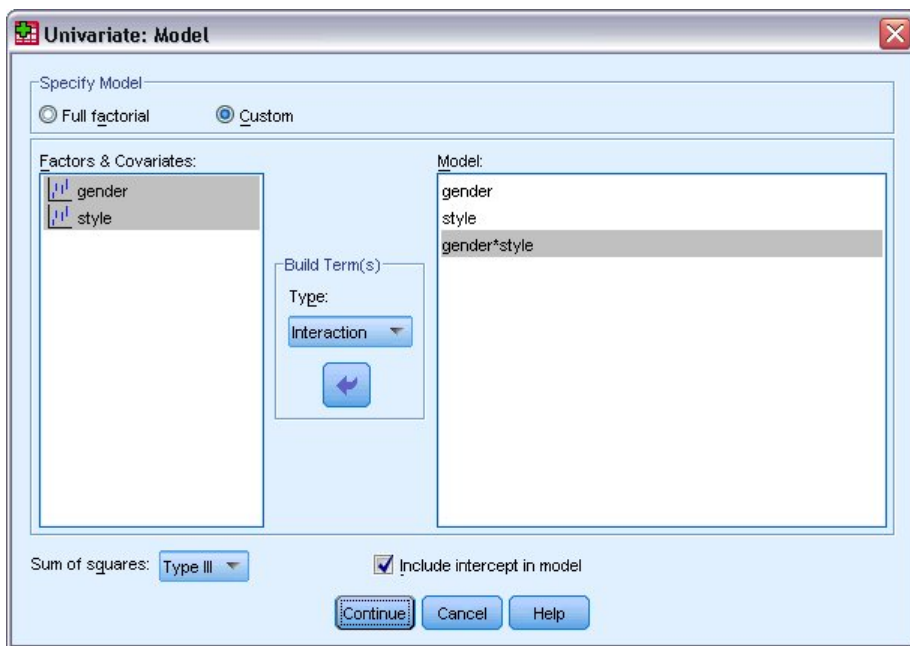 Univariate: Model
Specify Model
Full factorial
Custom
Factors & Covariates:
gender
style
Build Term(s)
Type:
Interaction
Model:
gender
style
gender*style
Sum of squares:
Type III
Include intercept in model
Continue
Cancel
Help